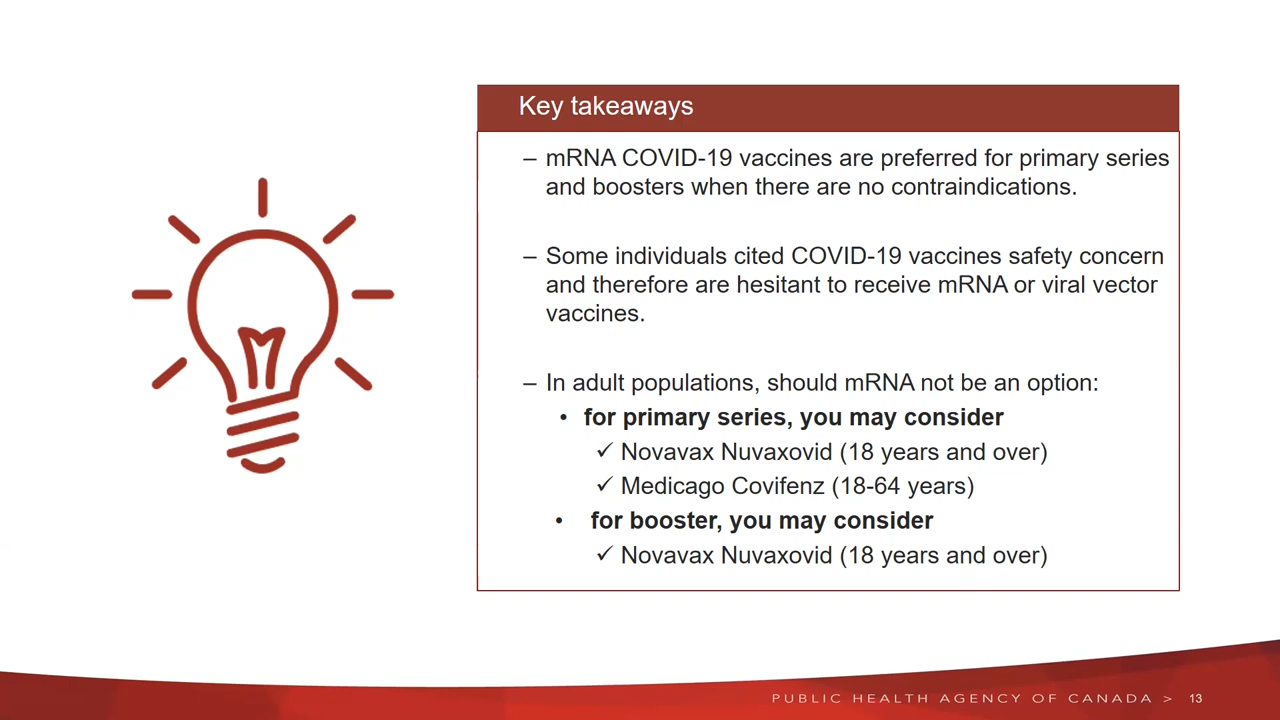 Key takeaways
– mRNA COVID-19 vaccines are preferred for primary series
and boosters when there are no contraindications.
– Some individuals cited COVID-19 vaccines safety concern
and therefore are hesitant to receive mRNA or viral vector
vaccines.
– In adult populations, should mRNA not be an option:
• for primary series, you may consider
✓ Novavax Nuvaxovid (18 years and over)
✓ Medicago Covifenz (18-64 years)
• for booster, you may consider
✓ Novavax Nuvaxovid (18 years and over)
PUBLIC HEALTH AGENCY OF CANADA > 13